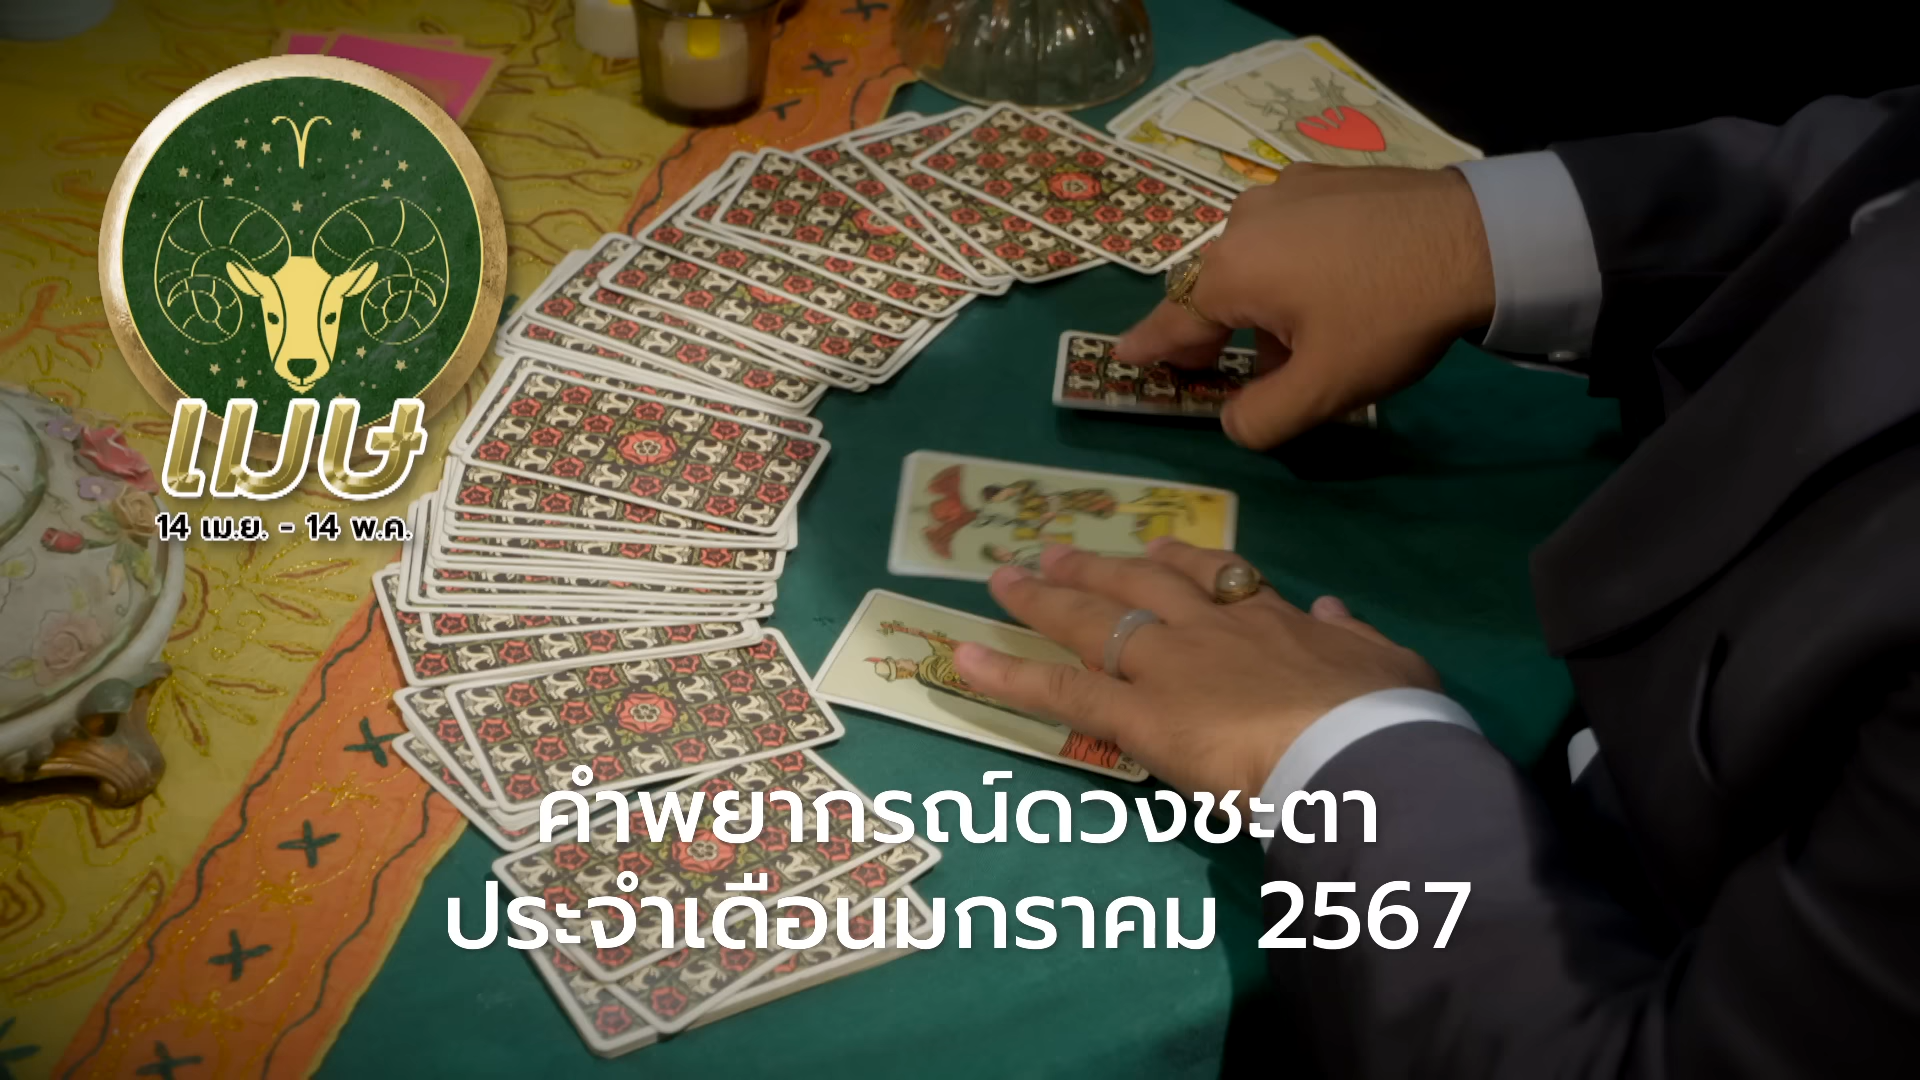 เมษ
14 เม.ย. - 14 พ.ค.
คำพยากรณ์ดวงชะตา
ประจำเดือนมกราคม 2567